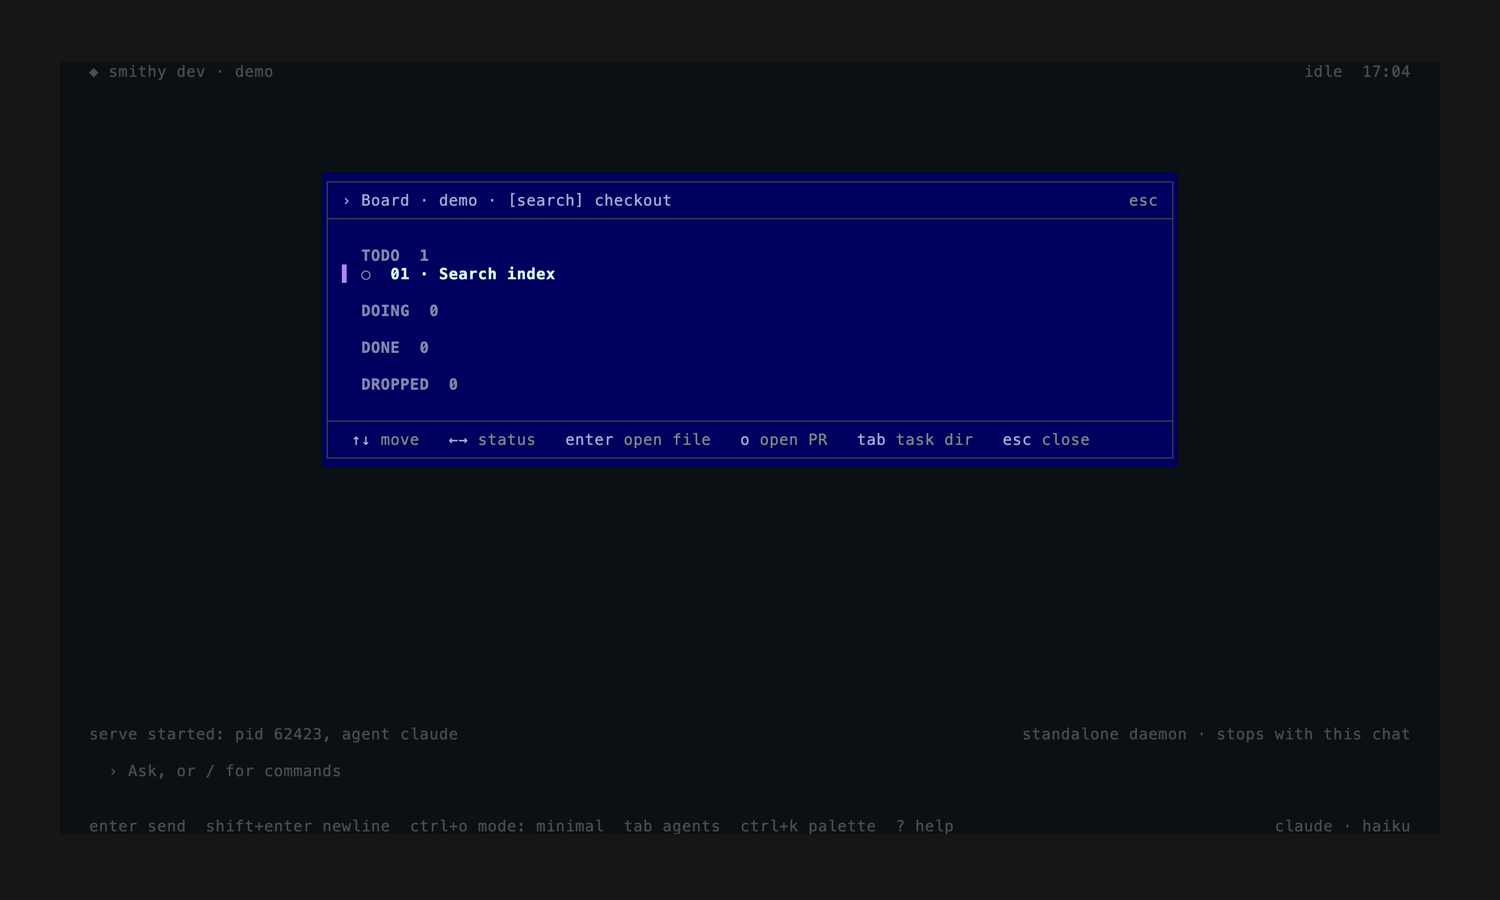 ◆ smithy dev · demo idle 17:04
› Board · demo · [search] checkout esc
TODO 1
○ 01 · Search index
DOING 0
DONE 0
DROPPED 0
↑↓ move ←→ status enter open file o open PR tab task dir esc close
serve started: pid 62423, agent claude standalone daemon · stops with this chat
› Ask, or / for commands
enter send shift+enter newline ctrl+o mode: minimal tab agents ctrl+k palette ? help claude · haiku